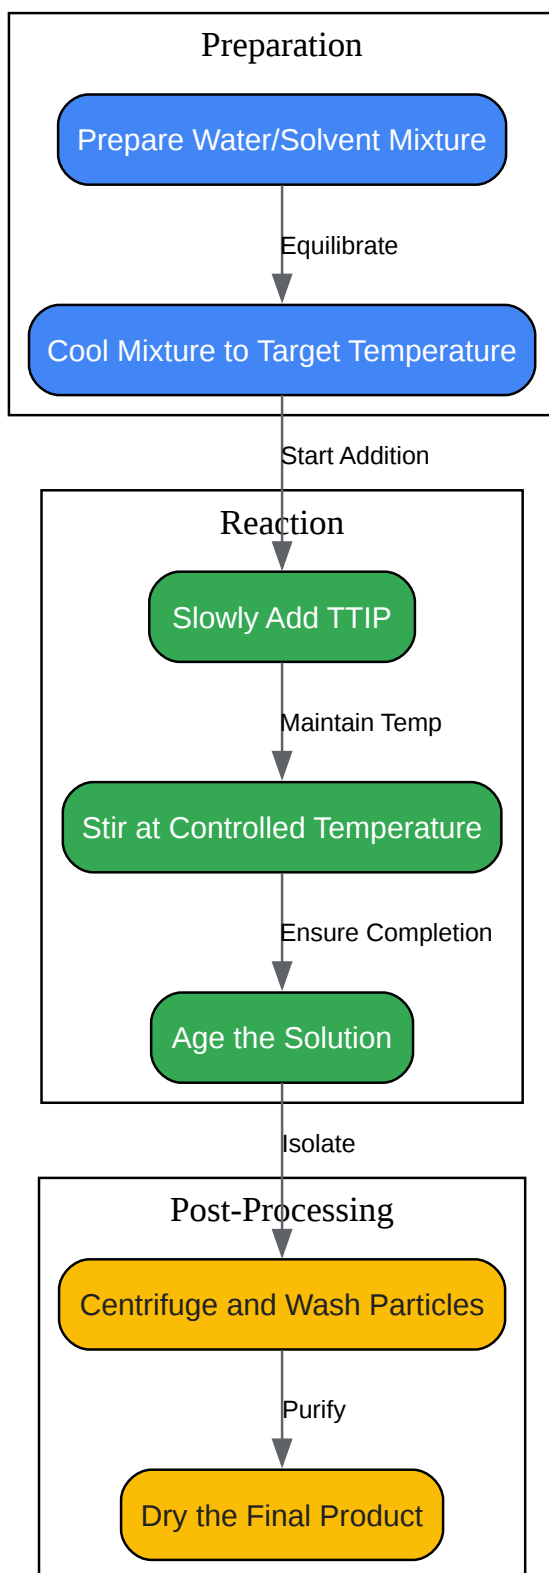 Preparation
Prepare Water/Solvent Mixture
Equilibrate
Cool Mixture to Target Temperature
Start Addition
Reaction
Slowly Add TTIP
Maintain Temp
Stir at Controlled Temperature
Ensure Completion
Age the Solution
Isolate
Post-Processing
Centrifuge and Wash Particles
Purify
Dry the Final Product